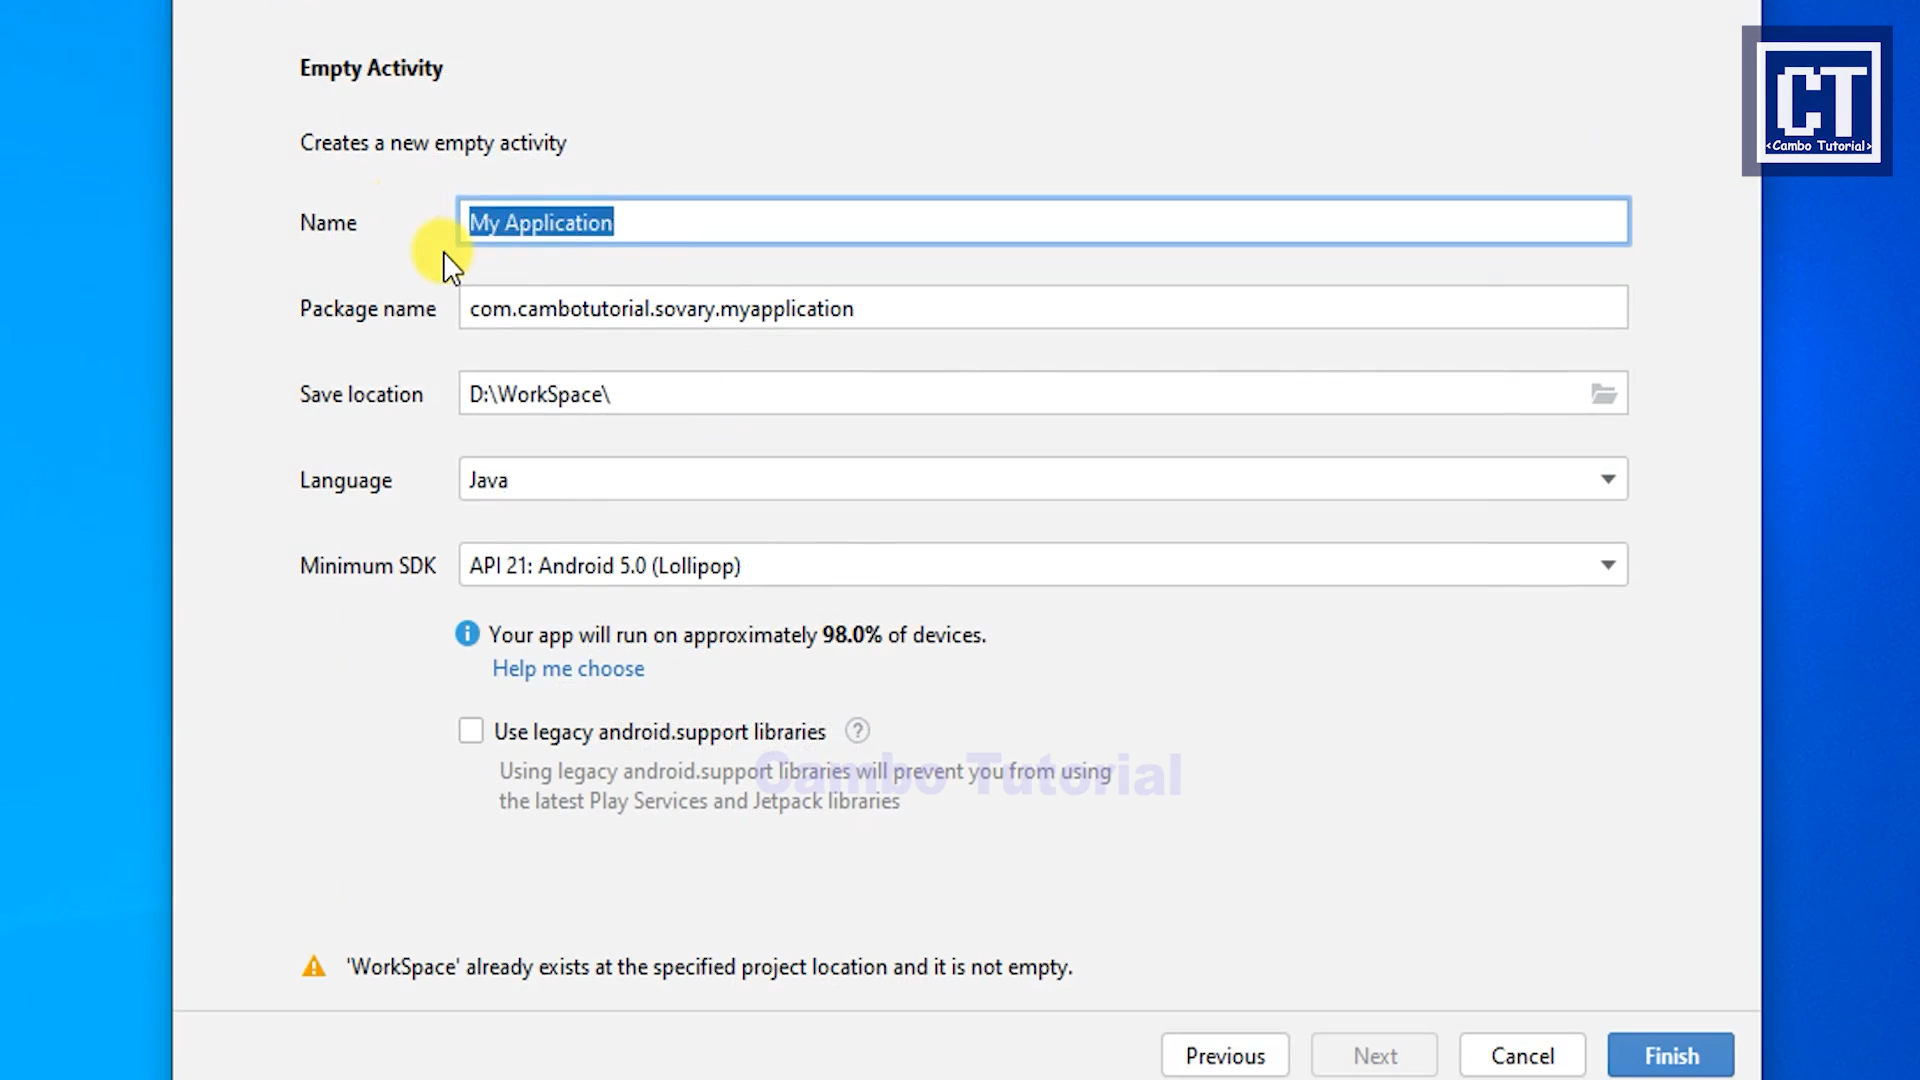 Empty Activity
CT
<Cambo Tutorial>
Creates a new empty activity
Name My Application
Package name com.cambotutorial.sovary.myapplication
Save location D:\WorkSpace\
Language Java
Minimum SDK API 21: Android 5.0 (Lollipop)
i Your app will run on approximately 98.0% of devices.
Help me choose
Use legacy android.support libraries ?
Cambo Tutorial
Using legacy android.support libraries will prevent you from using
the latest Play Services and Jetpack libraries
'WorkSpace' already exists at the specified project location and it is not empty.
Previous Next Cancel Finish